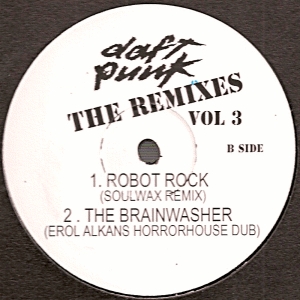 daft
punk
THE REMIXES
VOL 3
B SIDE
1. ROBOT ROCK
(SOULWAX REMIX)
2. THE BRAINWASHER
(EROL ALKANS HORRORHOUSE DUB)